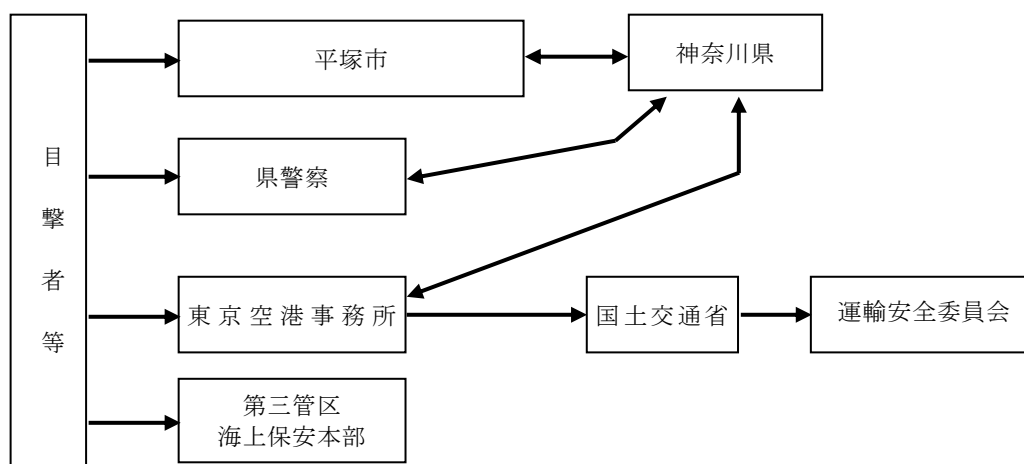 目撃者等
平塚市
神奈川県
県警察
東京空港事務所
国土交通省
運輸安全委員会
第三管区
海上保安本部